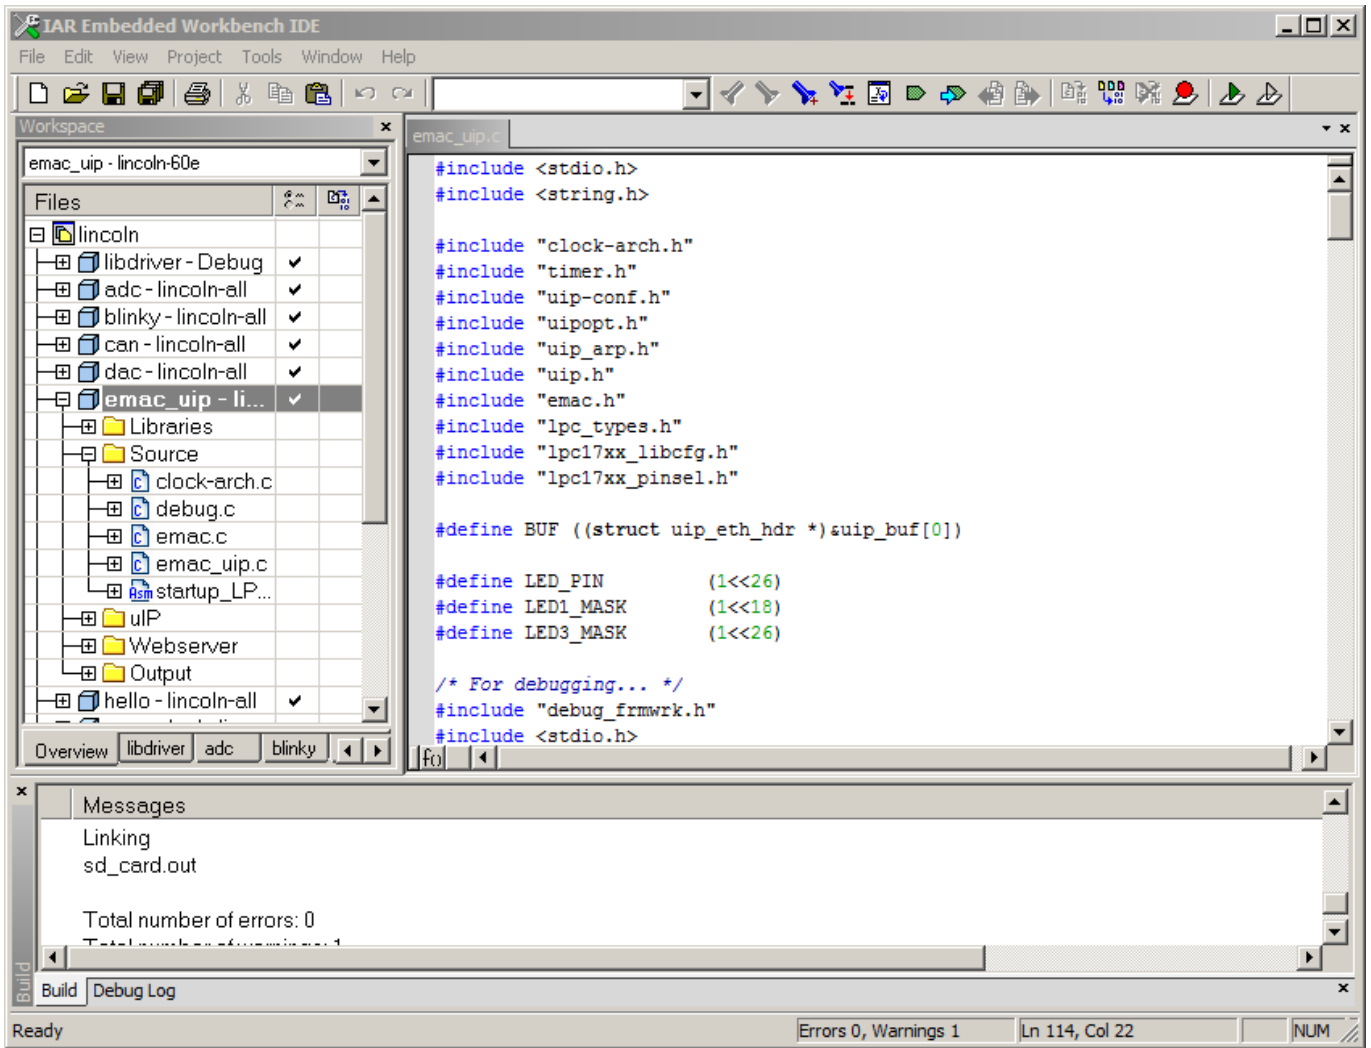 IAR Embedded Workbench IDE
File Edit View Project Tools Window Help
Workspace
emac_uip - lincoln-60e
Files
lincoln
libdriver - Debug
adc - lincoln-all
blinky - lincoln-all
can - lincoln-all
dac - lincoln-all
emac_uip - li...
Libraries
Source
clock-arch.c
debug.c
emac.c
emac_uip.c
startup_LP...
uIP
Webserver
Output
hello - lincoln-all
Overview libdriver adc blinky
emac_uip.c
#include <stdio.h>
#include <string.h>
#include "clock-arch.h"
#include "timer.h"
#include "uip-conf.h"
#include "uipopt.h"
#include "uip_arp.h"
#include "uip.h"
#include "emac.h"
#include "lpc_types.h"
#include "lpc17xx_libcfg.h"
#include "lpc17xx_pinsel.h"
#define BUF ((struct uip_eth_hdr *)&uip_buf[0])
#define LED_PIN (1<<26)
#define LED1_MASK (1<<18)
#define LED3_MASK (1<<26)
/* For debugging... */
#include "debug_frmwrk.h"
#include <stdio.h>
f()
Messages
Linking
sd_card.out
Total number of errors: 0
Total number of warnings: 1
Build
Build Debug Log
Ready Errors 0, Warnings 1 Ln 114, Col 22 NUM